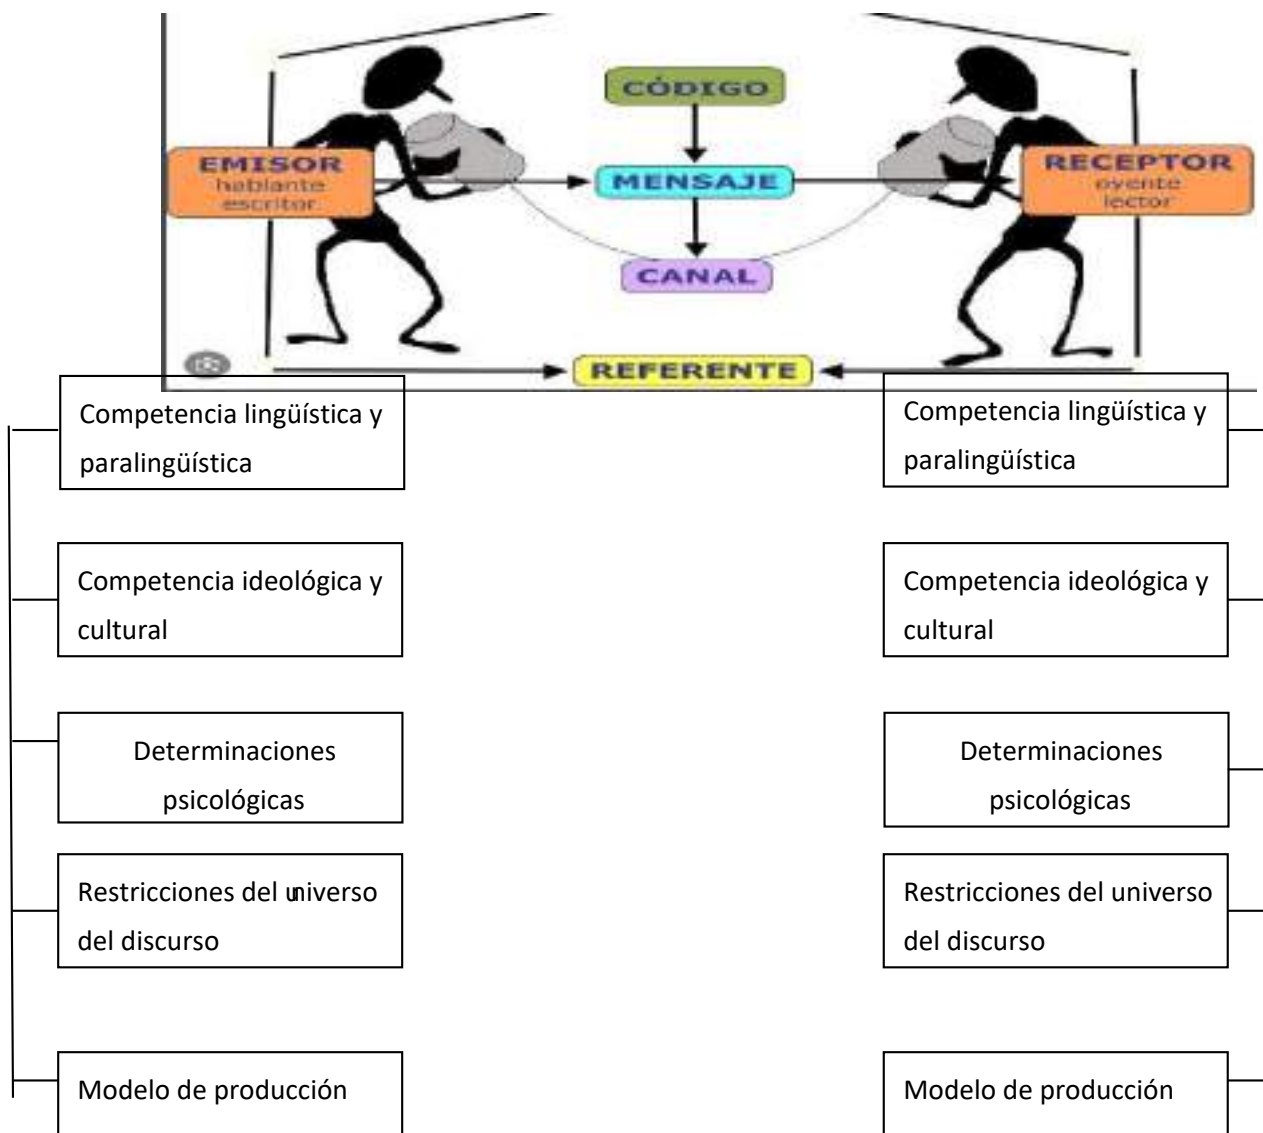 CÓDIGO
EMISOR
hablante
escritor
MENSAJE
RECEPTOR
oyente
lector
CANAL
REFERENTE
Competencia lingüística y
paralingüística
Competencia lingüística y
paralingüística
Competencia ideológica y
cultural
Competencia ideológica y
cultural
Determinaciones
psicológicas
Determinaciones
psicológicas
Restricciones del universo
del discurso
Restricciones del universo
del discurso
Modelo de producción
Modelo de producción